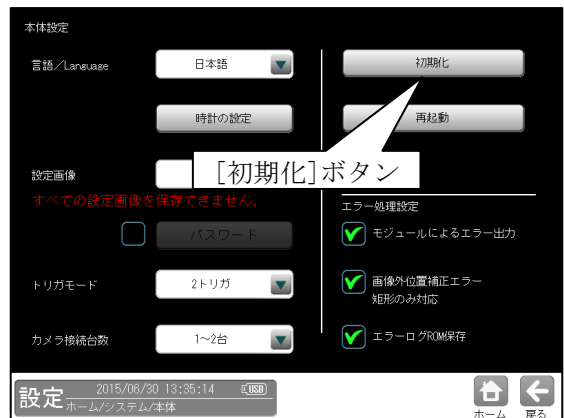 本体設定
言語/Language
日本語
初期化
時計の設定
再起動
[初期化]ボタン
設定画像
すべての設定画像を保存できません。
パスワード
エラー処理設定
モジュールによるエラー出力
トリガモード
2トリガ
画像外位置補正エラー
矩形のみ対応
カメラ接続台数
1~2台
エラーログROM保存
設定
2015/06/30 13:35:14
USB
ホーム/システム/本体
ホーム
戻る